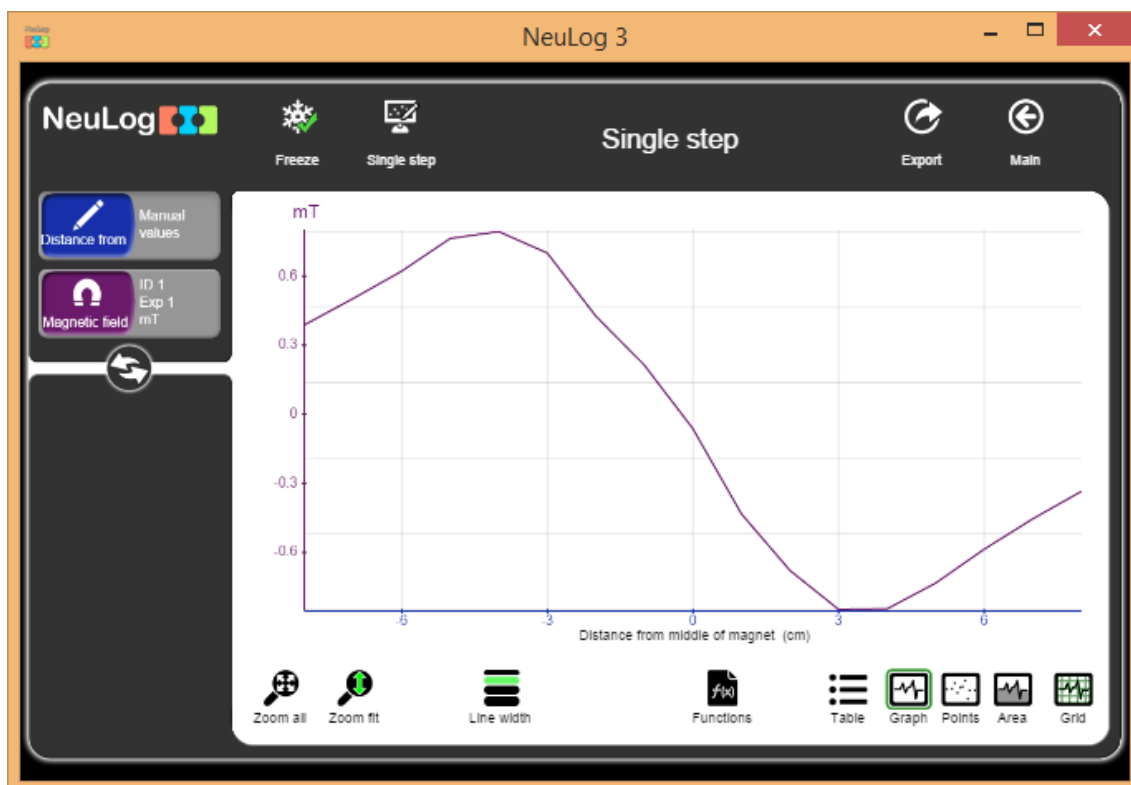 NeuLog 3
NeuLog
Freeze
Single step
Single step
Export
Main
Distance from
Manual
values
Magnetic field
ID 1
Exp 1
mT
mT
0.6
0.3
0
-0.3
-0.6
-6
-3
0
3
6
Distance from middle of magnet (cm)
Zoom all
Zoom fit
Line width
f(x)
Functions
Table
Graph
Points
Area
Grid